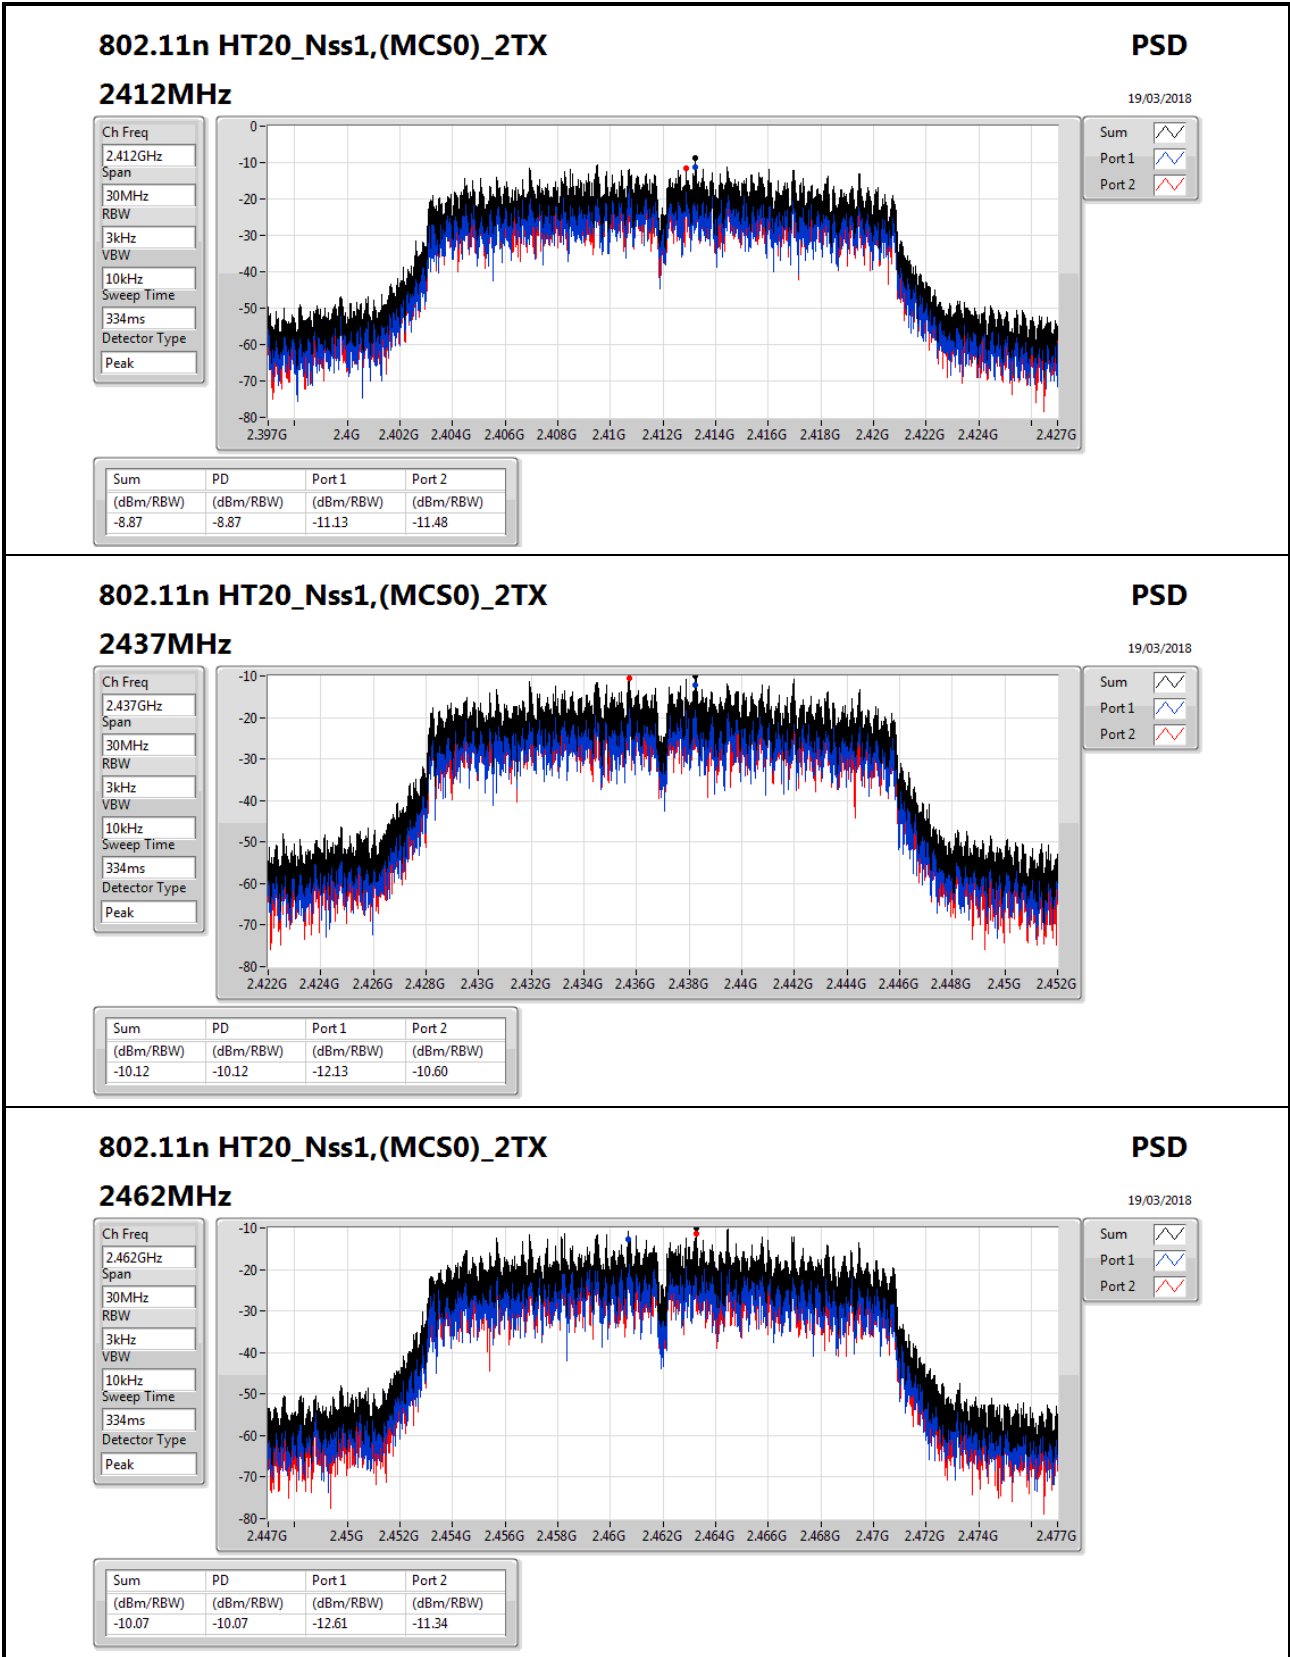 802.11n HT20_Nss1,(MCS0)_2TX PSD
2412MHz 19/03/2018
Ch Freq
2.412GHz
Span
30MHz
RBW
3kHz
VBW
10kHz
Sweep Time
334ms
Detector Type
Peak
0
-10
-20
-30
-40
-50
-60
-70
-80
2.397G 2.4G 2.402G 2.404G 2.406G 2.408G 2.41G 2.412G 2.414G 2.416G 2.418G 2.42G 2.422G 2.424G 2.427G
Sum
Port 1
Port 2
Sum PD Port 1 Port 2
(dBm/RBW) (dBm/RBW) (dBm/RBW) (dBm/RBW)
-8.87 -8.87 -11.13 -11.48
802.11n HT20_Nss1,(MCS0)_2TX PSD
2437MHz 19/03/2018
Ch Freq
2.437GHz
Span
30MHz
RBW
3kHz
VBW
10kHz
Sweep Time
334ms
Detector Type
Peak
-10
-20
-30
-40
-50
-60
-70
-80
2.422G 2.424G 2.426G 2.428G 2.43G 2.432G 2.434G 2.436G 2.438G 2.44G 2.442G 2.444G 2.446G 2.448G 2.45G 2.452G
Sum
Port 1
Port 2
Sum PD Port 1 Port 2
(dBm/RBW) (dBm/RBW) (dBm/RBW) (dBm/RBW)
-10.12 -10.12 -12.13 -10.60
802.11n HT20_Nss1,(MCS0)_2TX PSD
2462MHz 19/03/2018
Ch Freq
2.462GHz
Span
30MHz
RBW
3kHz
VBW
10kHz
Sweep Time
334ms
Detector Type
Peak
-10
-20
-30
-40
-50
-60
-70
-80
2.447G 2.45G 2.452G 2.454G 2.456G 2.458G 2.46G 2.462G 2.464G 2.466G 2.468G 2.47G 2.472G 2.474G 2.477G
Sum
Port 1
Port 2
Sum PD Port 1 Port 2
(dBm/RBW) (dBm/RBW) (dBm/RBW) (dBm/RBW)
-10.07 -10.07 -12.61 -11.34